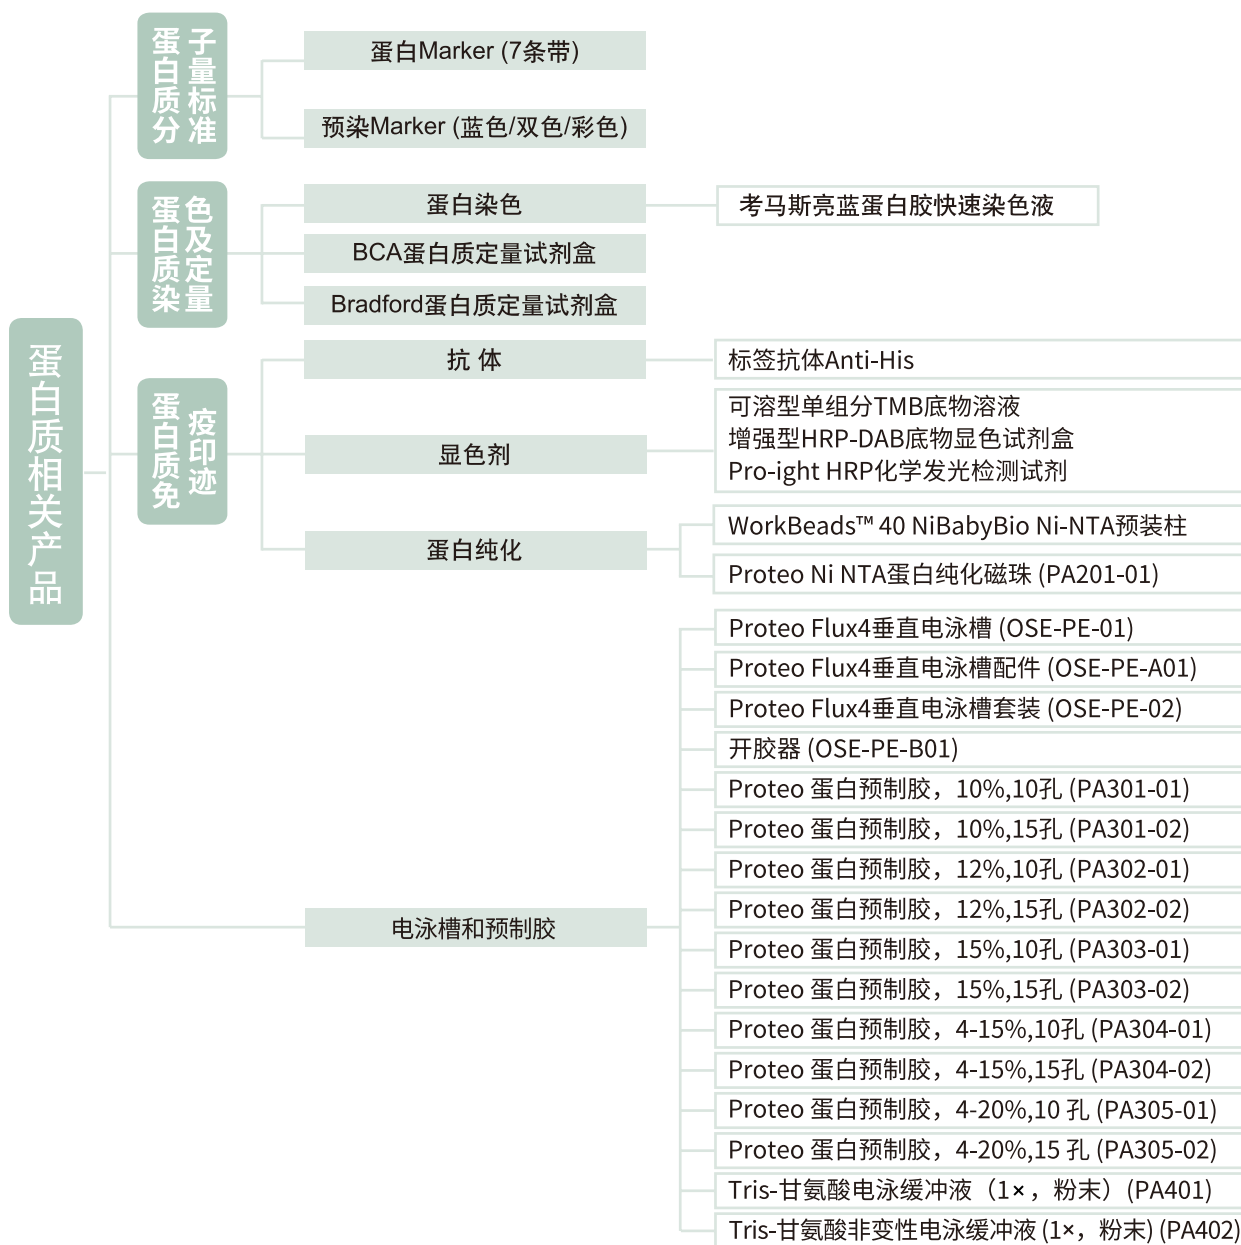 蛋白质相关产品
蛋白质分子量标准
蛋白Marker (7条带)
预染Marker (蓝色/双色/彩色)
蛋白质染色及定量
蛋白染色
考马斯亮蓝蛋白胶快速染色液
BCA蛋白质定量试剂盒
Bradford蛋白质定量试剂盒
蛋白质免疫印迹
抗 体
标签抗体Anti-His
显色剂
可溶型单组分TMB底物溶液
增强型HRP-DAB底物显色试剂盒
Pro-ight HRP化学发光检测试剂
蛋白纯化
WorkBeads™ 40 NiBabyBio Ni-NTA预装柱
Proteo Ni NTA蛋白纯化磁珠 (PA201-01)
电泳槽和预制胶
Proteo Flux4垂直电泳槽 (OSE-PE-01)
Proteo Flux4垂直电泳槽配件 (OSE-PE-A01)
Proteo Flux4垂直电泳槽套装 (OSE-PE-02)
开胶器 (OSE-PE-B01)
Proteo 蛋白预制胶，10%,10孔 (PA301-01)
Proteo 蛋白预制胶，10%,15孔 (PA301-02)
Proteo 蛋白预制胶，12%,10孔 (PA302-01)
Proteo 蛋白预制胶，12%,15孔 (PA302-02)
Proteo 蛋白预制胶，15%,10孔 (PA303-01)
Proteo 蛋白预制胶，15%,15孔 (PA303-02)
Proteo 蛋白预制胶，4-15%,10孔 (PA304-01)
Proteo 蛋白预制胶，4-15%,15孔 (PA304-02)
Proteo 蛋白预制胶，4-20%,10 孔 (PA305-01)
Proteo 蛋白预制胶，4-20%,15 孔 (PA305-02)
Tris-甘氨酸电泳缓冲液（1×，粉末）(PA401)
Tris-甘氨酸非变性电泳缓冲液 (1×，粉末) (PA402)